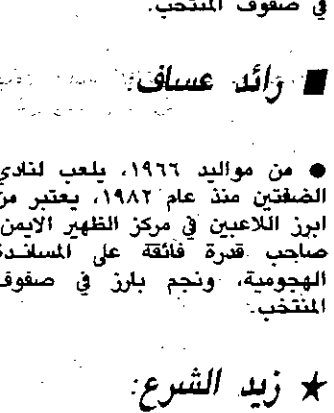 في صفوف المنتخب.
■ رائد عساف:
● من مواليد ١٩٦٦، يلعب لنادي
الضفتين منذ عام ١٩٨٢، يعتبر من
ابرز اللاعبين في مركز الظهير الايمن
صاحب قدرة فائقة على المساندة
الهجومية، ونجم بارز في صفوف
المنتخب.
★ زيد الشرع: